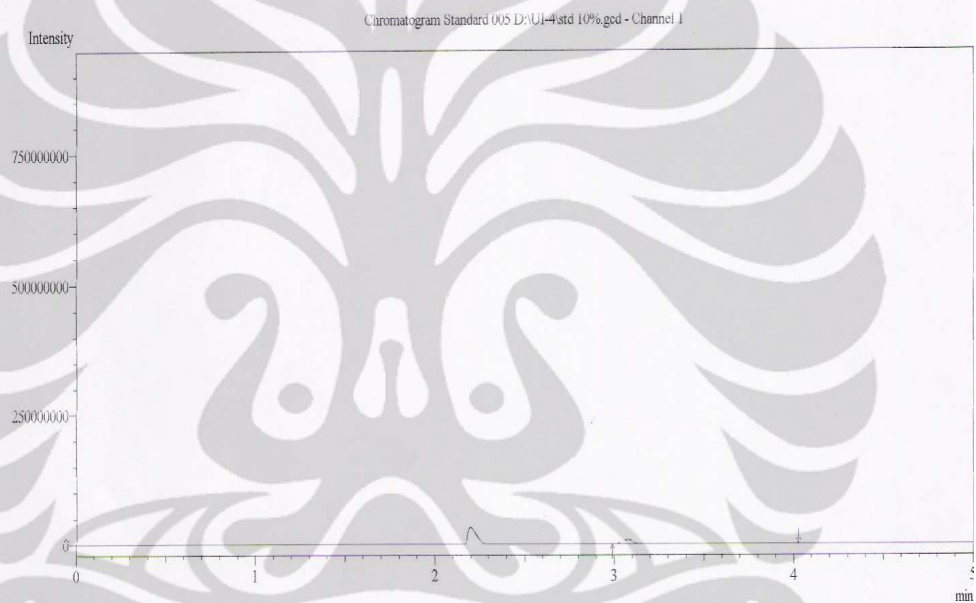 Chromatogram Standard 005 D:\UI-4\std 10%.gcd - Channel 1
Intensity
750000000
500000000
250000000
0
0 1 2 3 4 5
min